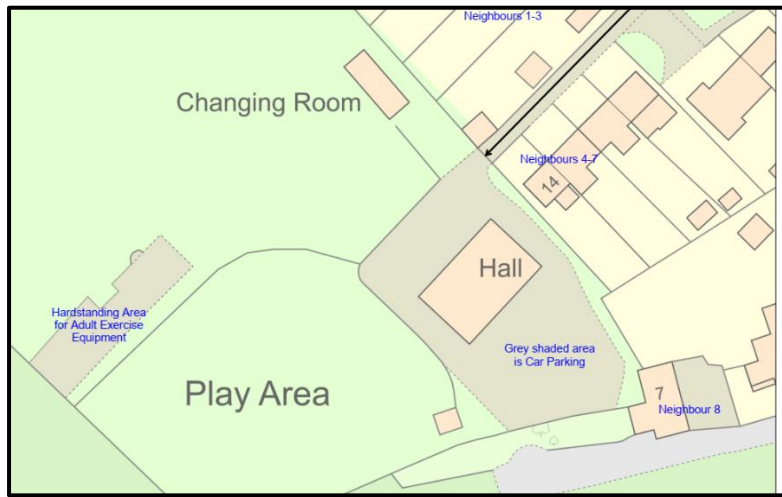 Neighbours 1-3
Changing Room
Neighbours 4-7
14
Hall
Hardstanding Area
for Adult Exercise
Equipment
Grey shaded area
is Car Parking
Play Area
7
Neighbour 8